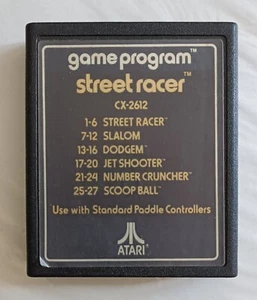 game program™
street racer™
CX-2612
1-6 STREET RACER™
7-12 SLALOM
13-16 DODGEM™
17-20 JET SHOOTER™
21-24 NUMBER CRUNCHER™
25-27 SCOOP BALL™
Use with Standard Paddle Controllers
ATARI®